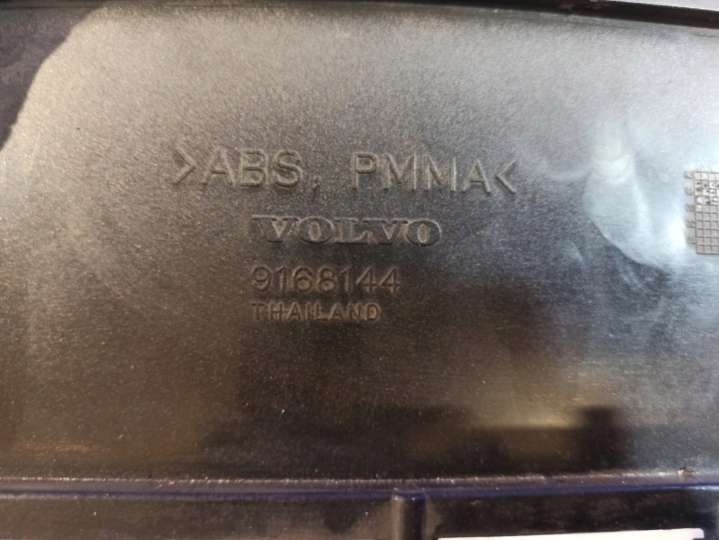 >ABS, PMMA<
VOLVO
9168144
THAILAND